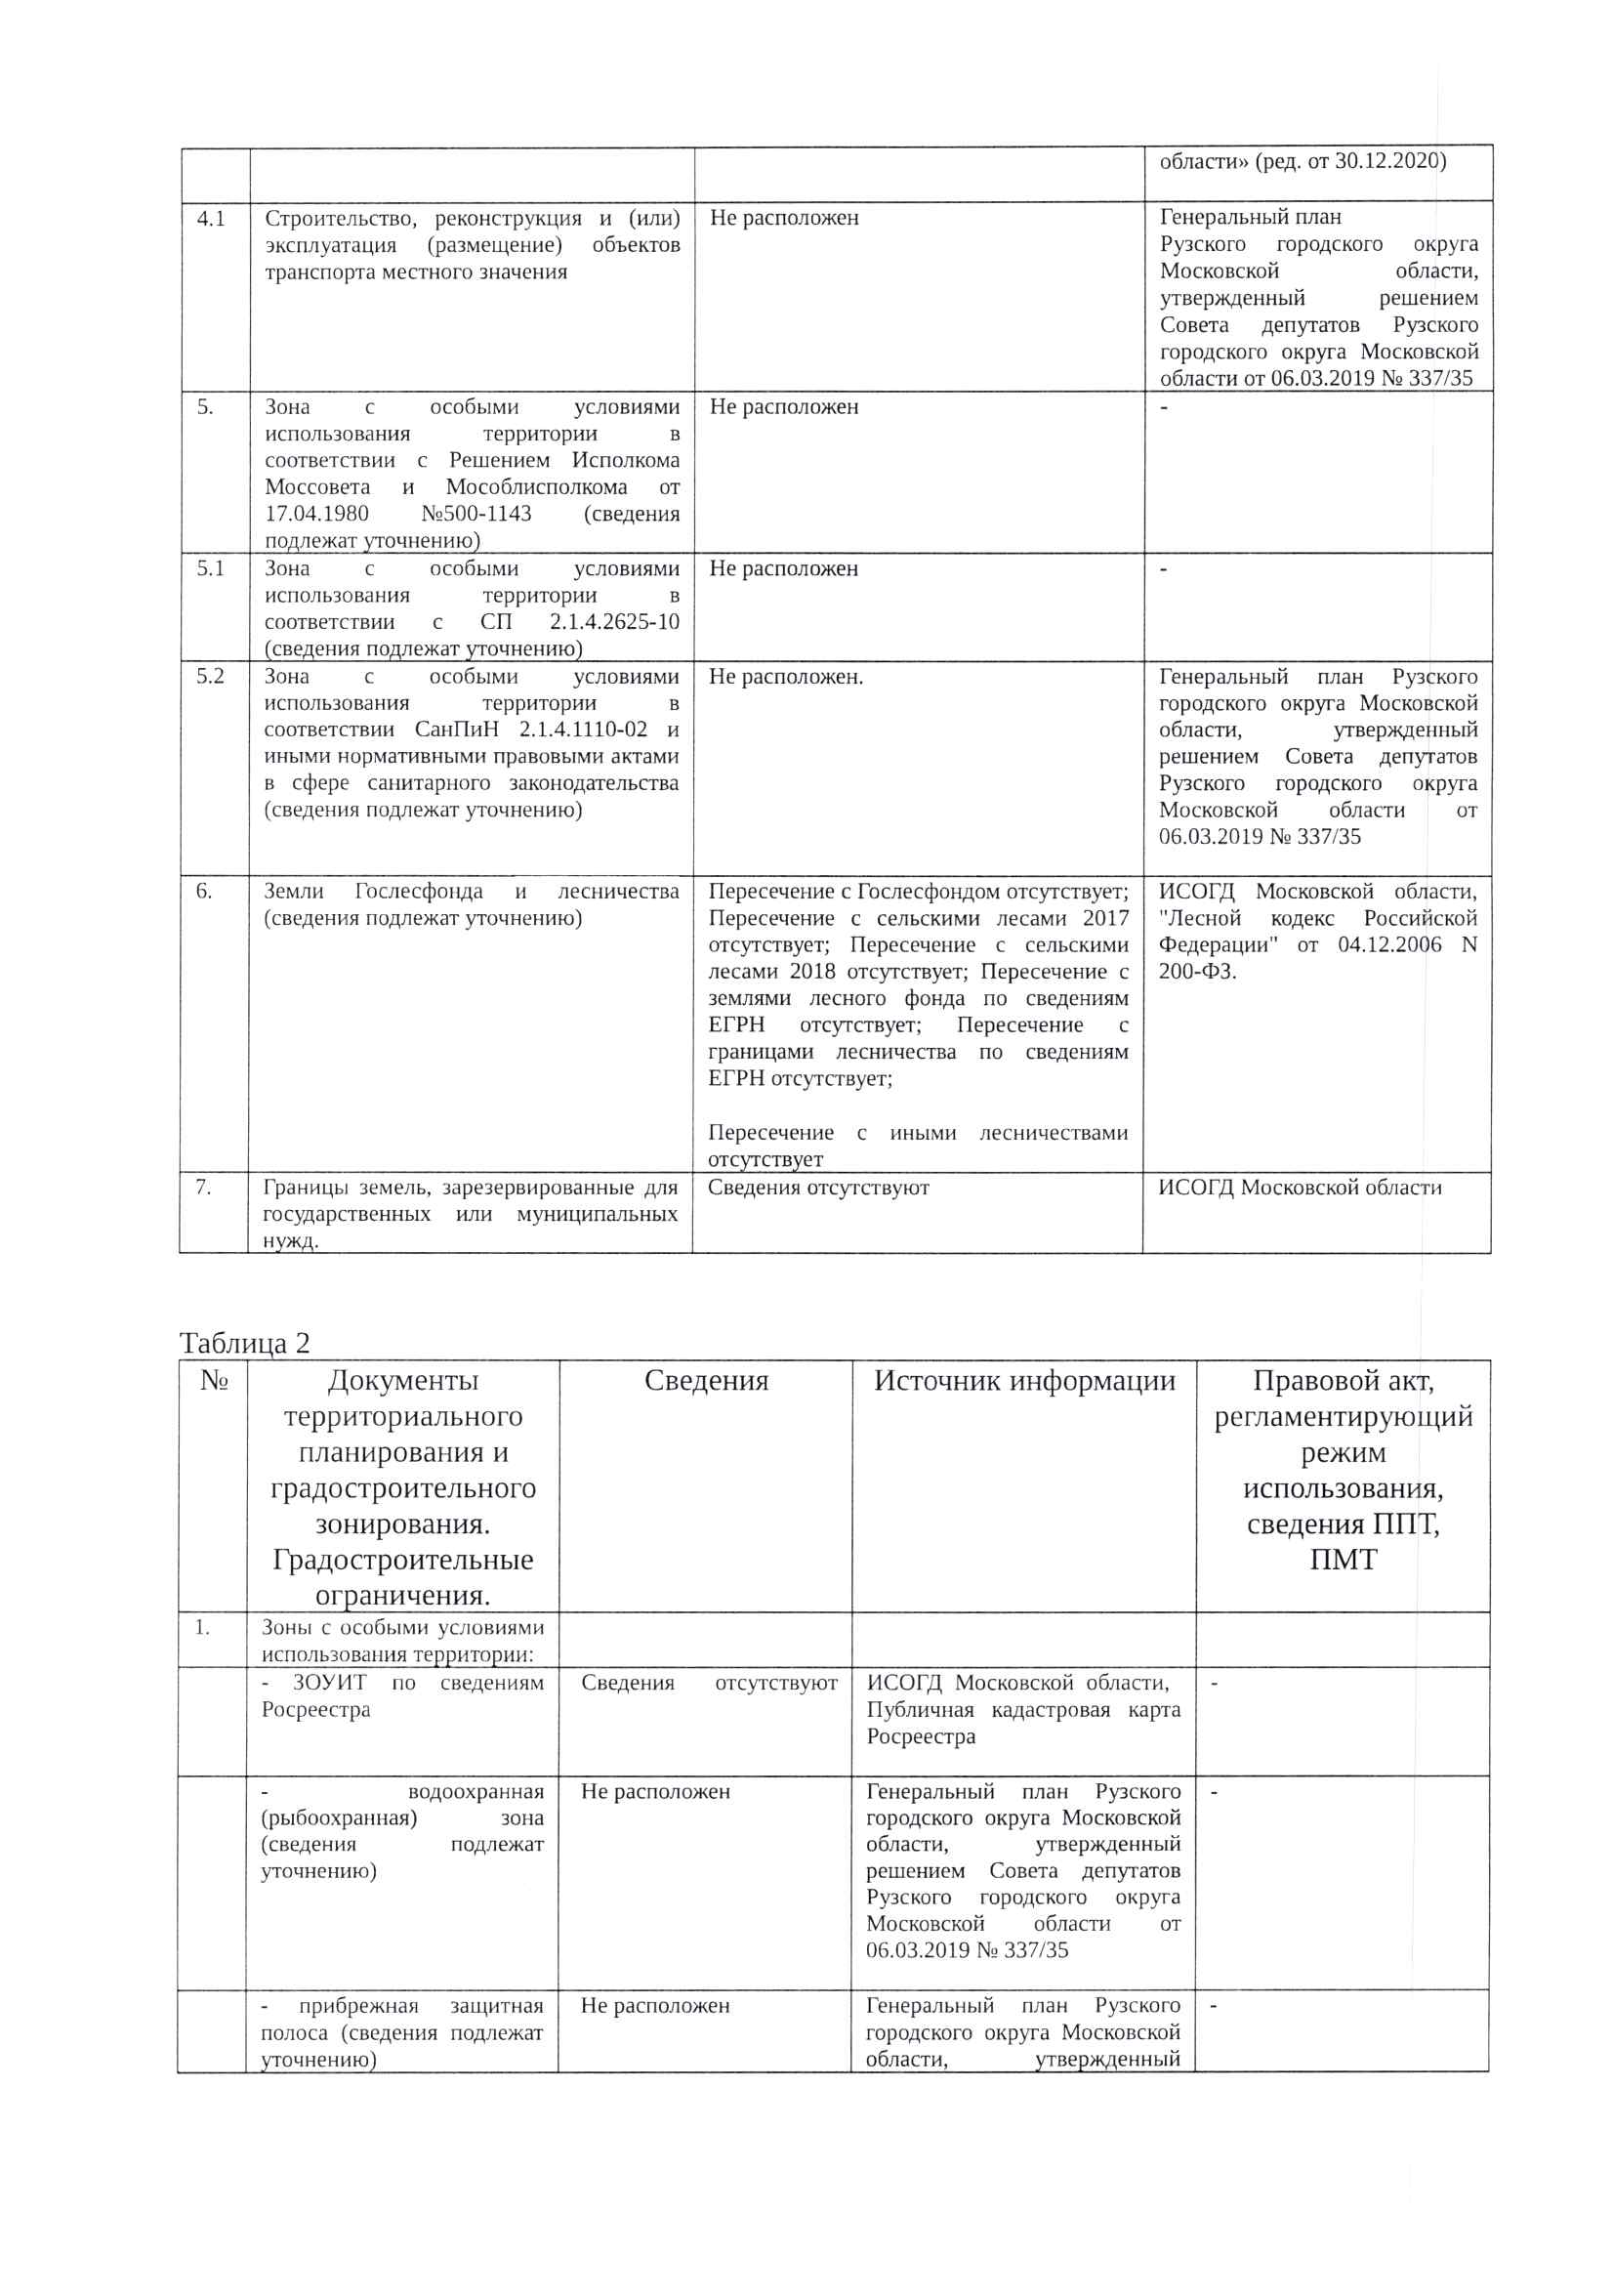 области» (ред. от 30.12.2020)
4.1
Строительство, реконструкция и (или)
эксплуатация (размещение) объектов
транспорта местного значения
Не расположен
Генеральный план
Рузского городского округа
Московской области,
утвержденный решением
Совета депутатов Рузского
городского округа Московской
области от 06.03.2019 № 337/35
5.
Зона с особыми условиями
использования территории в
соответствии с Решением Исполкома
Моссовета и Мособлисполкома от
17.04.1980 №500-1143 (сведения
подлежат уточнению)
Не расположен
-
5.1
Зона с особыми условиями
использования территории в
соответствии с СП 2.1.4.2625-10
(сведения подлежат уточнению)
Не расположен
-
5.2
Зона с особыми условиями
использования территории в
соответствии СанПиН 2.1.4.1110-02 и
иными нормативными правовыми актами
в сфере санитарного законодательства
(сведения подлежат уточнению)
Не расположен.
Генеральный план Рузского
городского округа Московской
области, утвержденный
решением Совета депутатов
Рузского городского округа
Московской области от
06.03.2019 № 337/35
6.
Земли Гослесфонда и лесничества
(сведения подлежат уточнению)
Пересечение с Гослесфондом отсутствует;
Пересечение с сельскими лесами 2017
отсутствует; Пересечение с сельскими
лесами 2018 отсутствует; Пересечение с
землями лесного фонда по сведениям
ЕГРН отсутствует; Пересечение с
границами лесничества по сведениям
ЕГРН отсутствует;
Пересечение с иными лесничествами
отсутствует
ИСОГД Московской области,
"Лесной кодекс Российской
Федерации" от 04.12.2006 N
200-ФЗ.
7.
Границы земель, зарезервированные для
государственных или муниципальных
нужд.
Сведения отсутствуют
ИСОГД Московской области
Таблица 2
№
Документы
территориального
планирования и
градостроительного
зонирования.
Градостроительные
ограничения.
Сведения
Источник информации
Правовой акт,
регламентирующий
режим
использования,
сведения ППТ,
ПМТ
1.
Зоны с особыми условиями
использования территории:
- ЗОУИТ по сведениям
Росреестра
Сведения отсутствуют
ИСОГД Московской области,
Публичная кадастровая карта
Росреестра
-
- водоохранная
(рыбоохранная) зона
(сведения подлежат
уточнению)
Не расположен
Генеральный план Рузского
городского округа Московской
области, утвержденный
решением Совета депутатов
Рузского городского округа
Московской области от
06.03.2019 № 337/35
-
- прибрежная защитная
полоса (сведения подлежат
уточнению)
Не расположен
Генеральный план Рузского
городского округа Московской
области, утвержденный
-